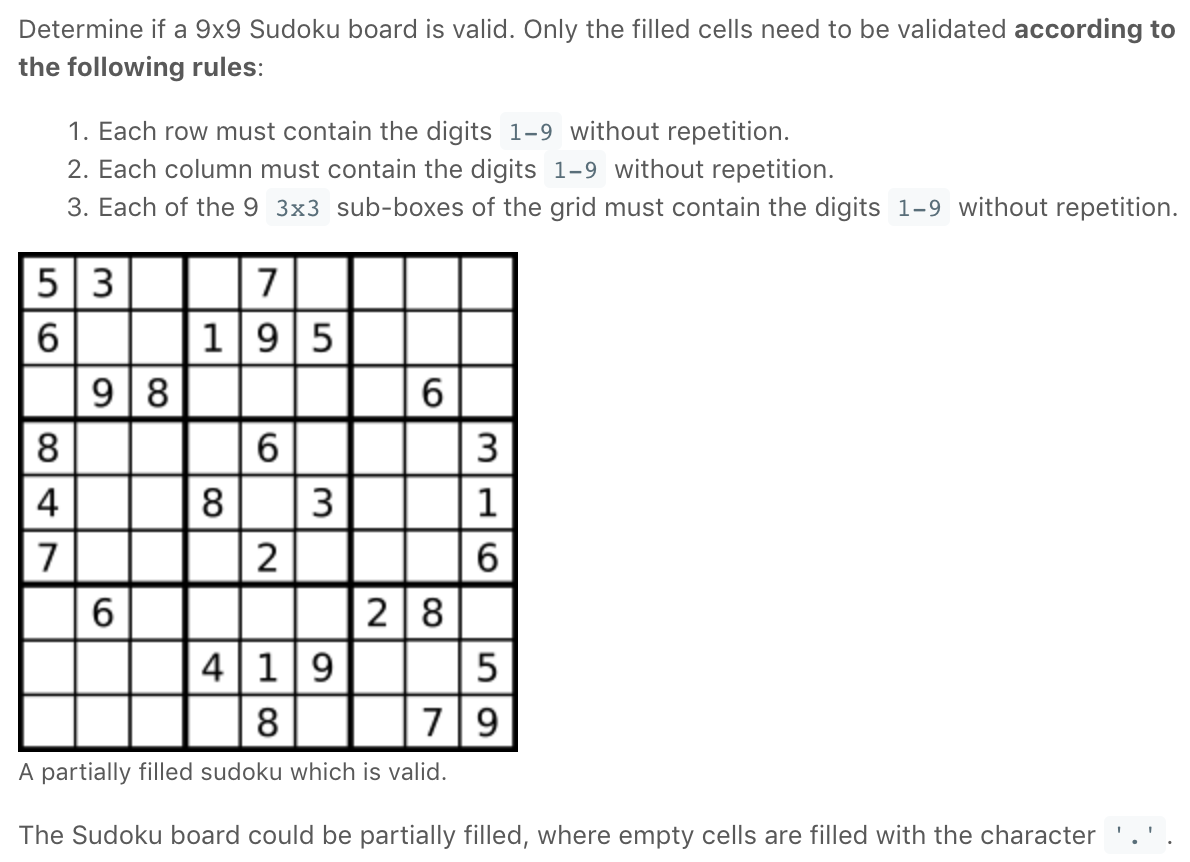 Determine if a 9x9 Sudoku board is valid. Only the filled cells need to be validated according to
the following rules:
1. Each row must contain the digits 1-9 without repetition.
2. Each column must contain the digits 1-9 without repetition.
3. Each of the 9 3x3 sub-boxes of the grid must contain the digits 1-9 without repetition.
5 3 7
6 1 9 5
9 8 6
8 6 3
4 8 3 1
7 2 6
6 2 8
4 1 9 5
8 7 9
A partially filled sudoku which is valid.
The Sudoku board could be partially filled, where empty cells are filled with the character '.'.